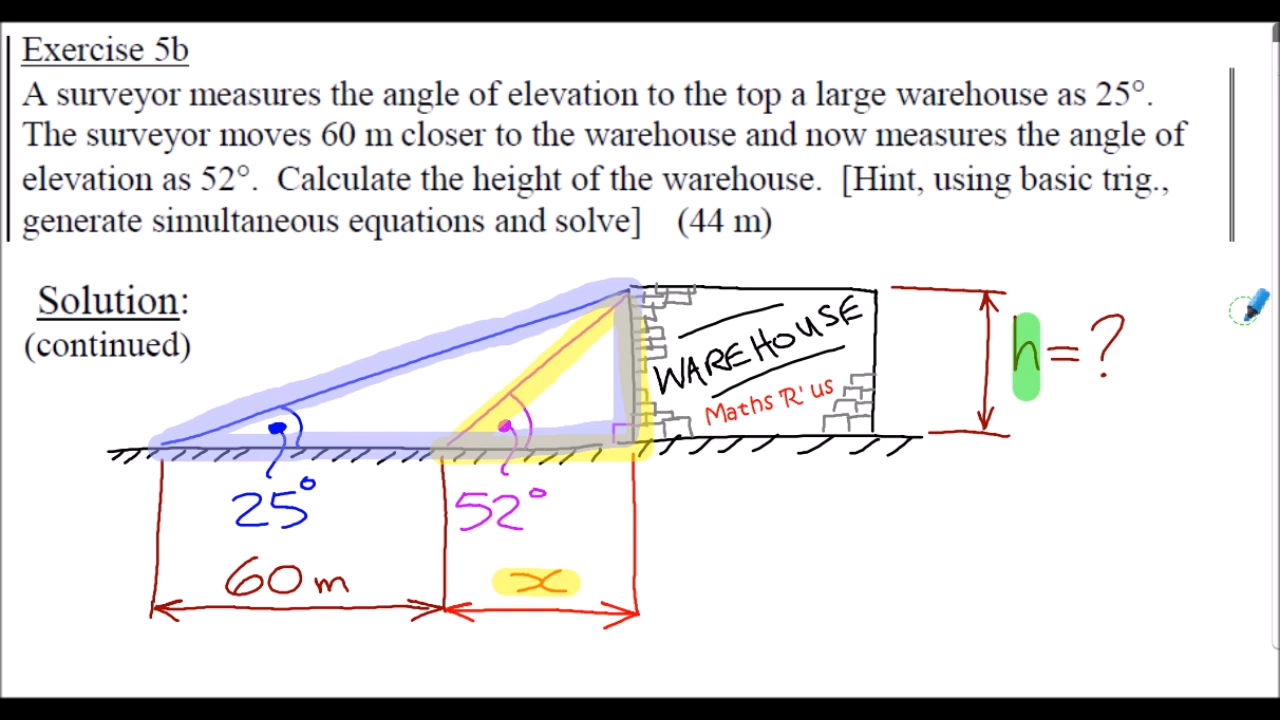 Exercise 5b
A surveyor measures the angle of elevation to the top a large warehouse as 25°.
The surveyor moves 60 m closer to the warehouse and now measures the angle of
elevation as 52°. Calculate the height of the warehouse. [Hint, using basic trig.,
generate simultaneous equations and solve] (44 m)
Solution:
(continued)
WAREHOUSE
Maths 'R' us
h = ?
25°
52°
60 m
x